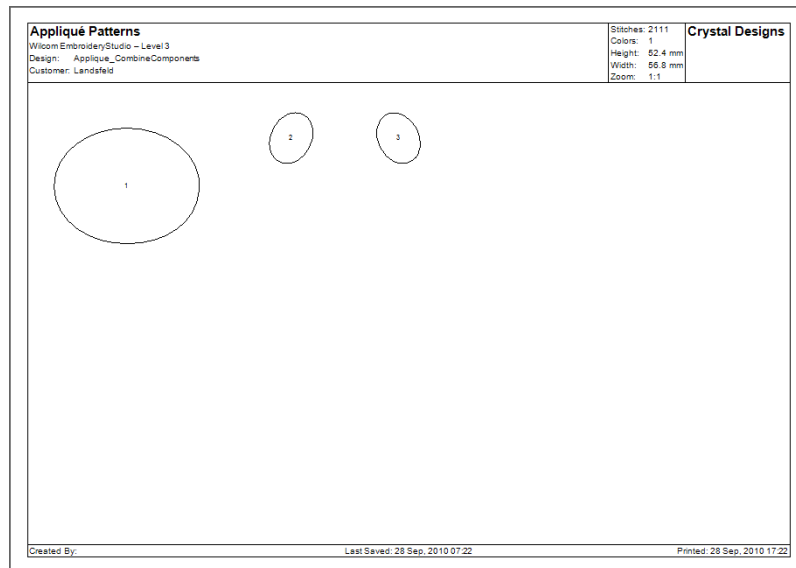 Appliqué Patterns
Wilcom EmbroideryStudio – Level 3
Design: Applique_CombineComponents
Customer: Landsfeld
Stitches: 2111
Colors: 1
Height: 52.4 mm
Width: 56.8 mm
Zoom: 1:1
Crystal Designs
1
2
3
Created By:
Last Saved: 28 Sep, 2010 07:22
Printed: 28 Sep, 2010 17:22